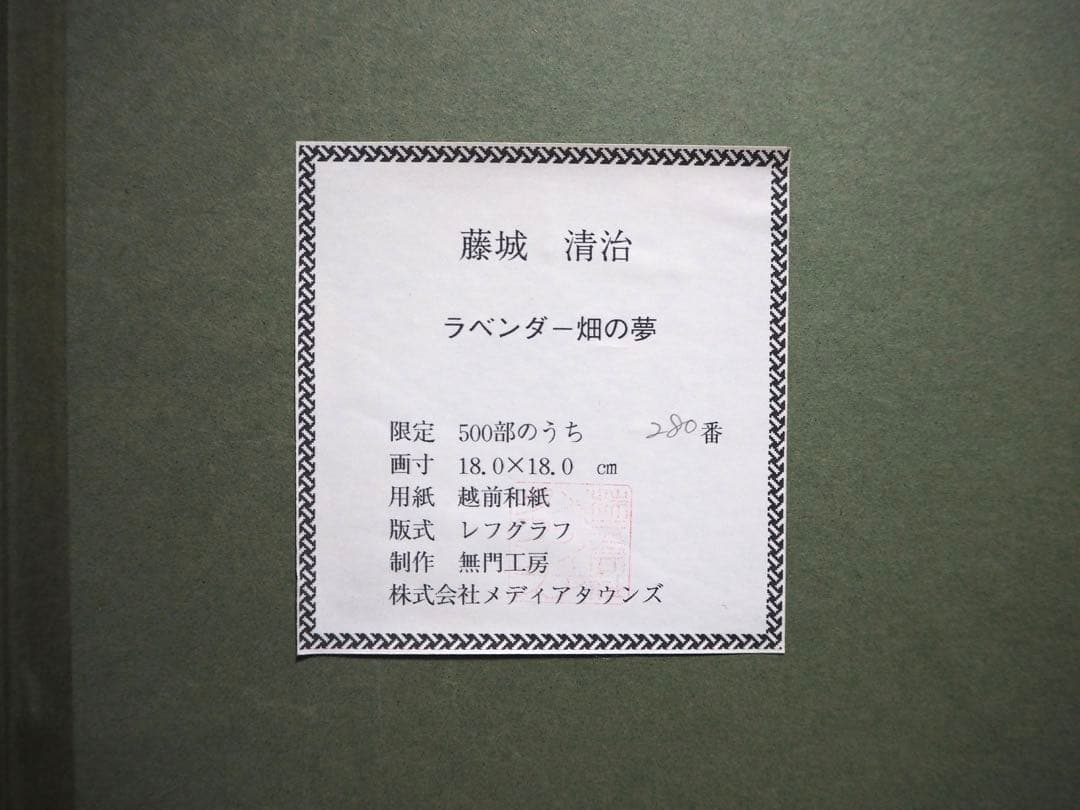 藤城　清治
ラベンダー畑の夢
限定　500部のうち　280番
画寸　18.0×18.0　cm
用紙　越前和紙
版式　レフグラフ
制作　無門工房
株式会社メディアタウンズ